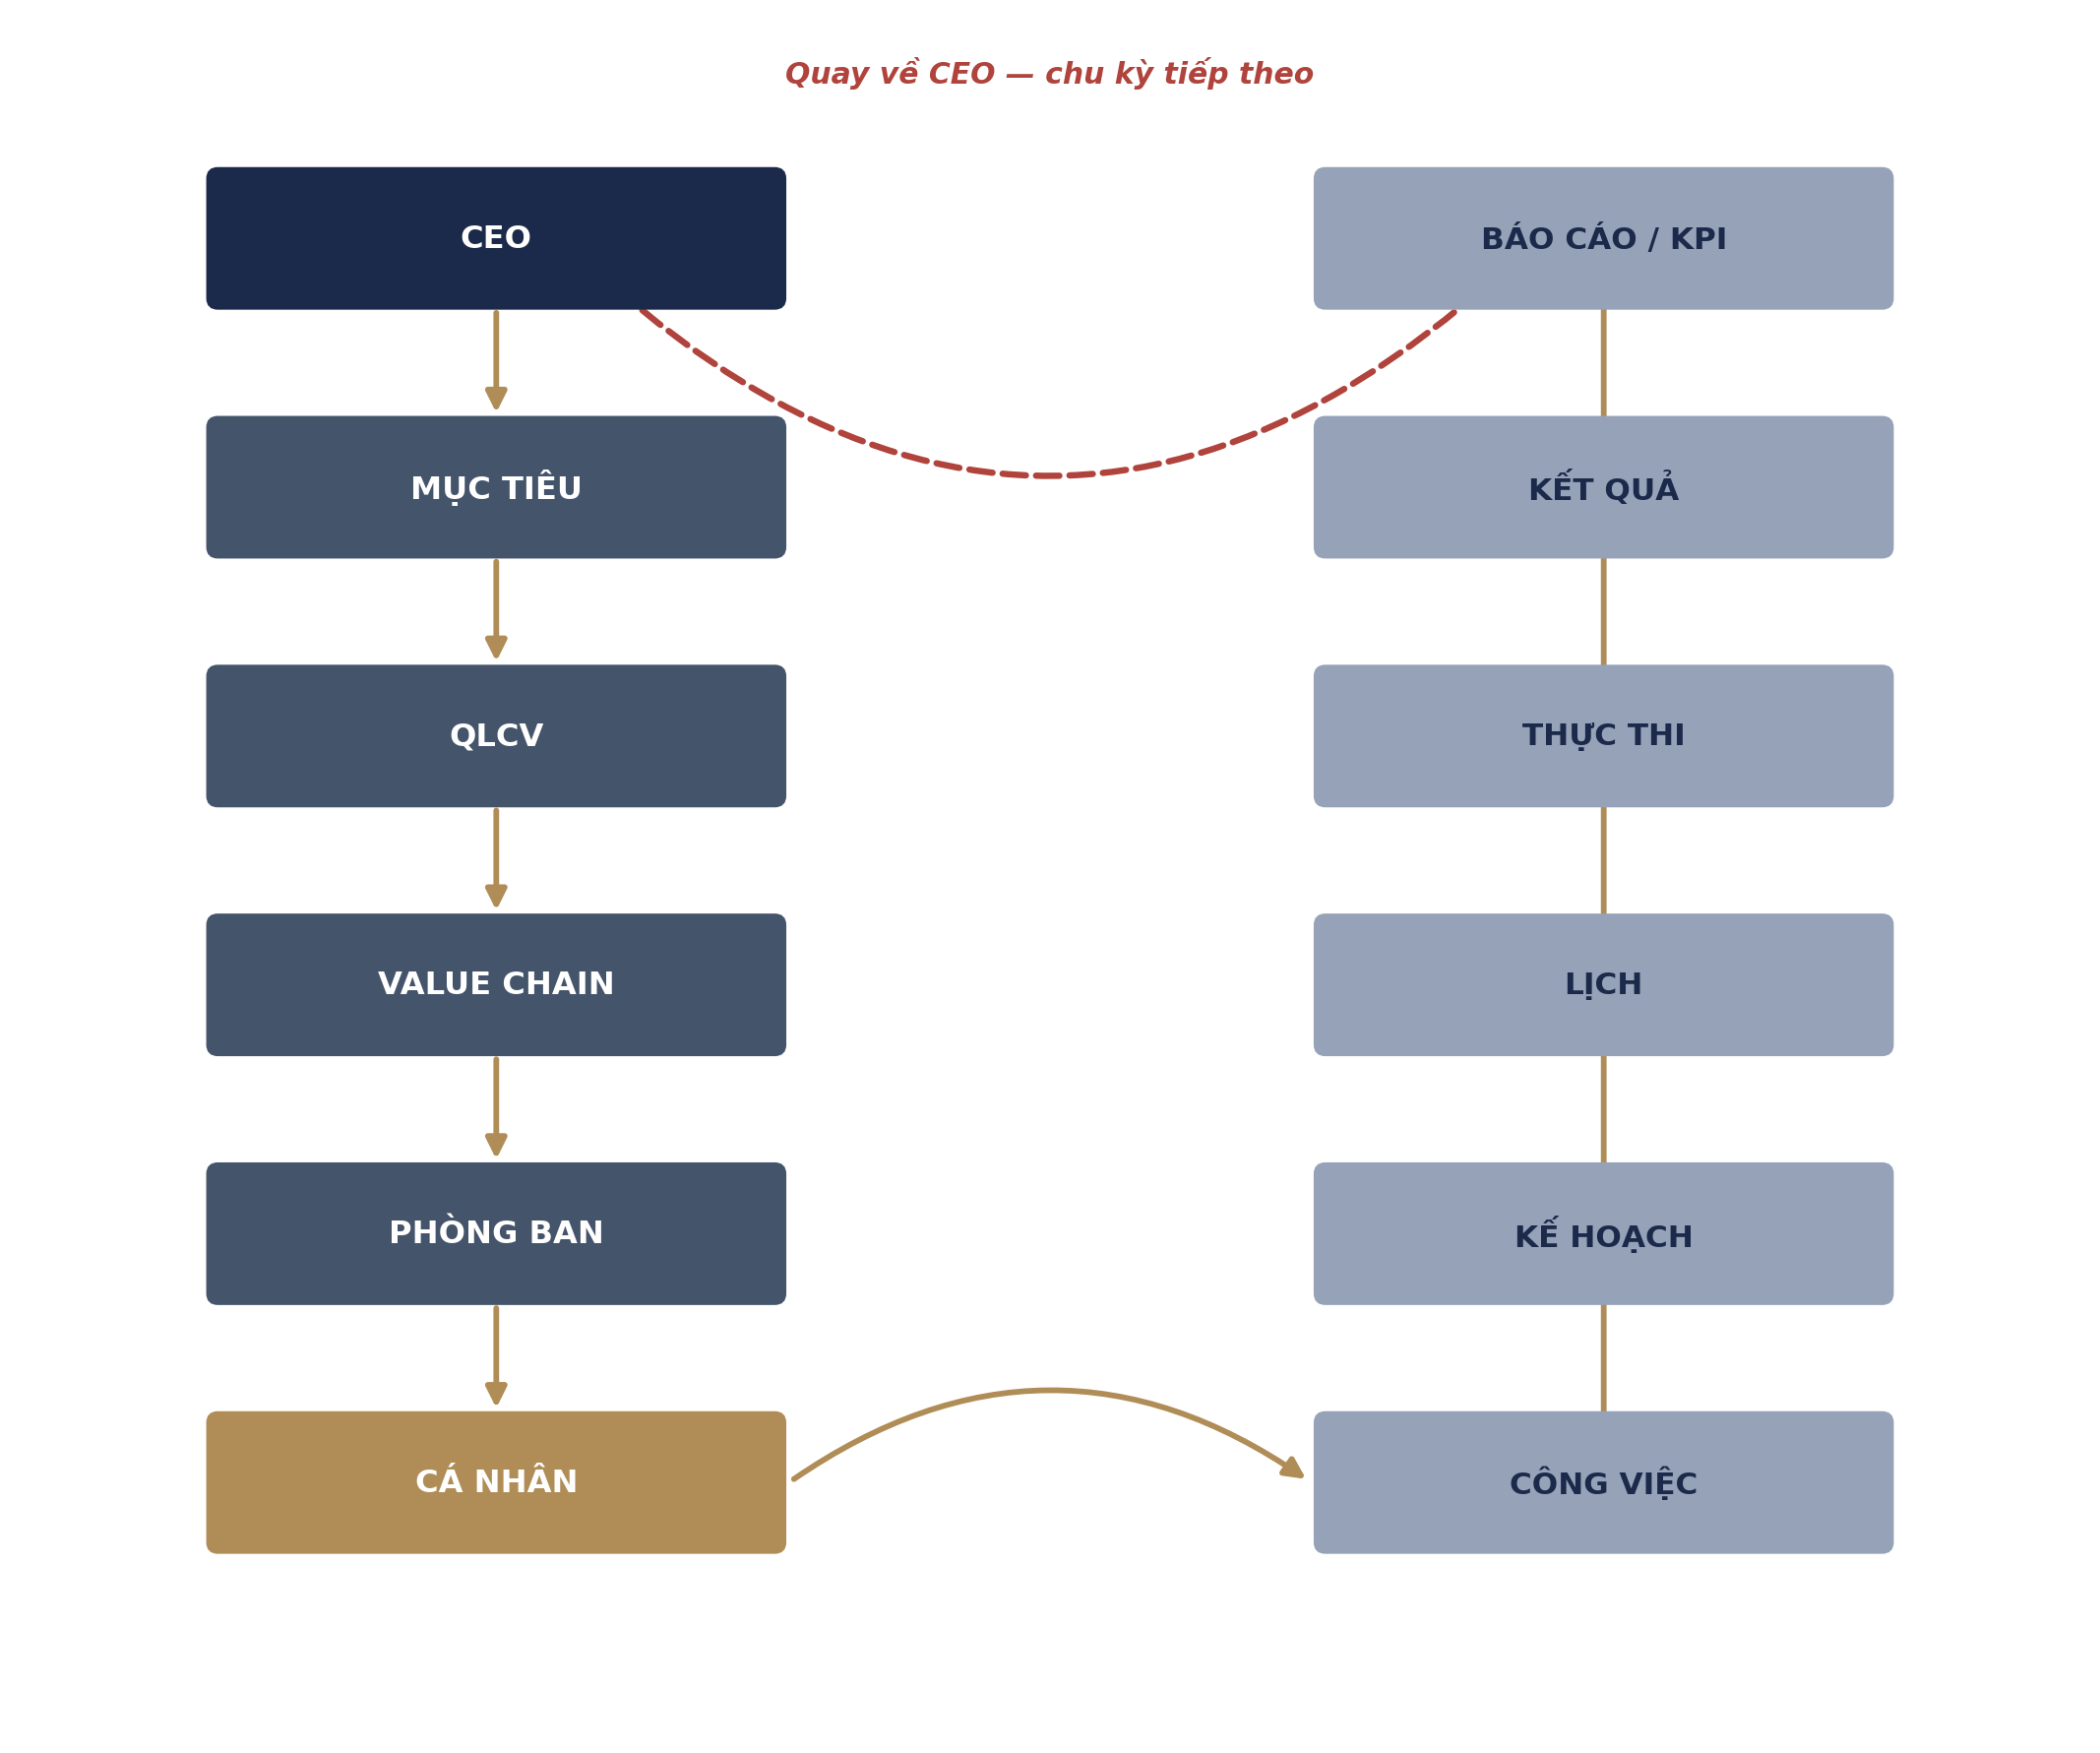 Quay về CEO — chu kỳ tiếp theo
CEO
MỤC TIÊU
QLCV
VALUE CHAIN
PHÒNG BAN
CÁ NHÂN
BÁO CÁO / KPI
KẾT QUẢ
THỰC THI
LỊCH
KẾ HOẠCH
CÔNG VIỆC